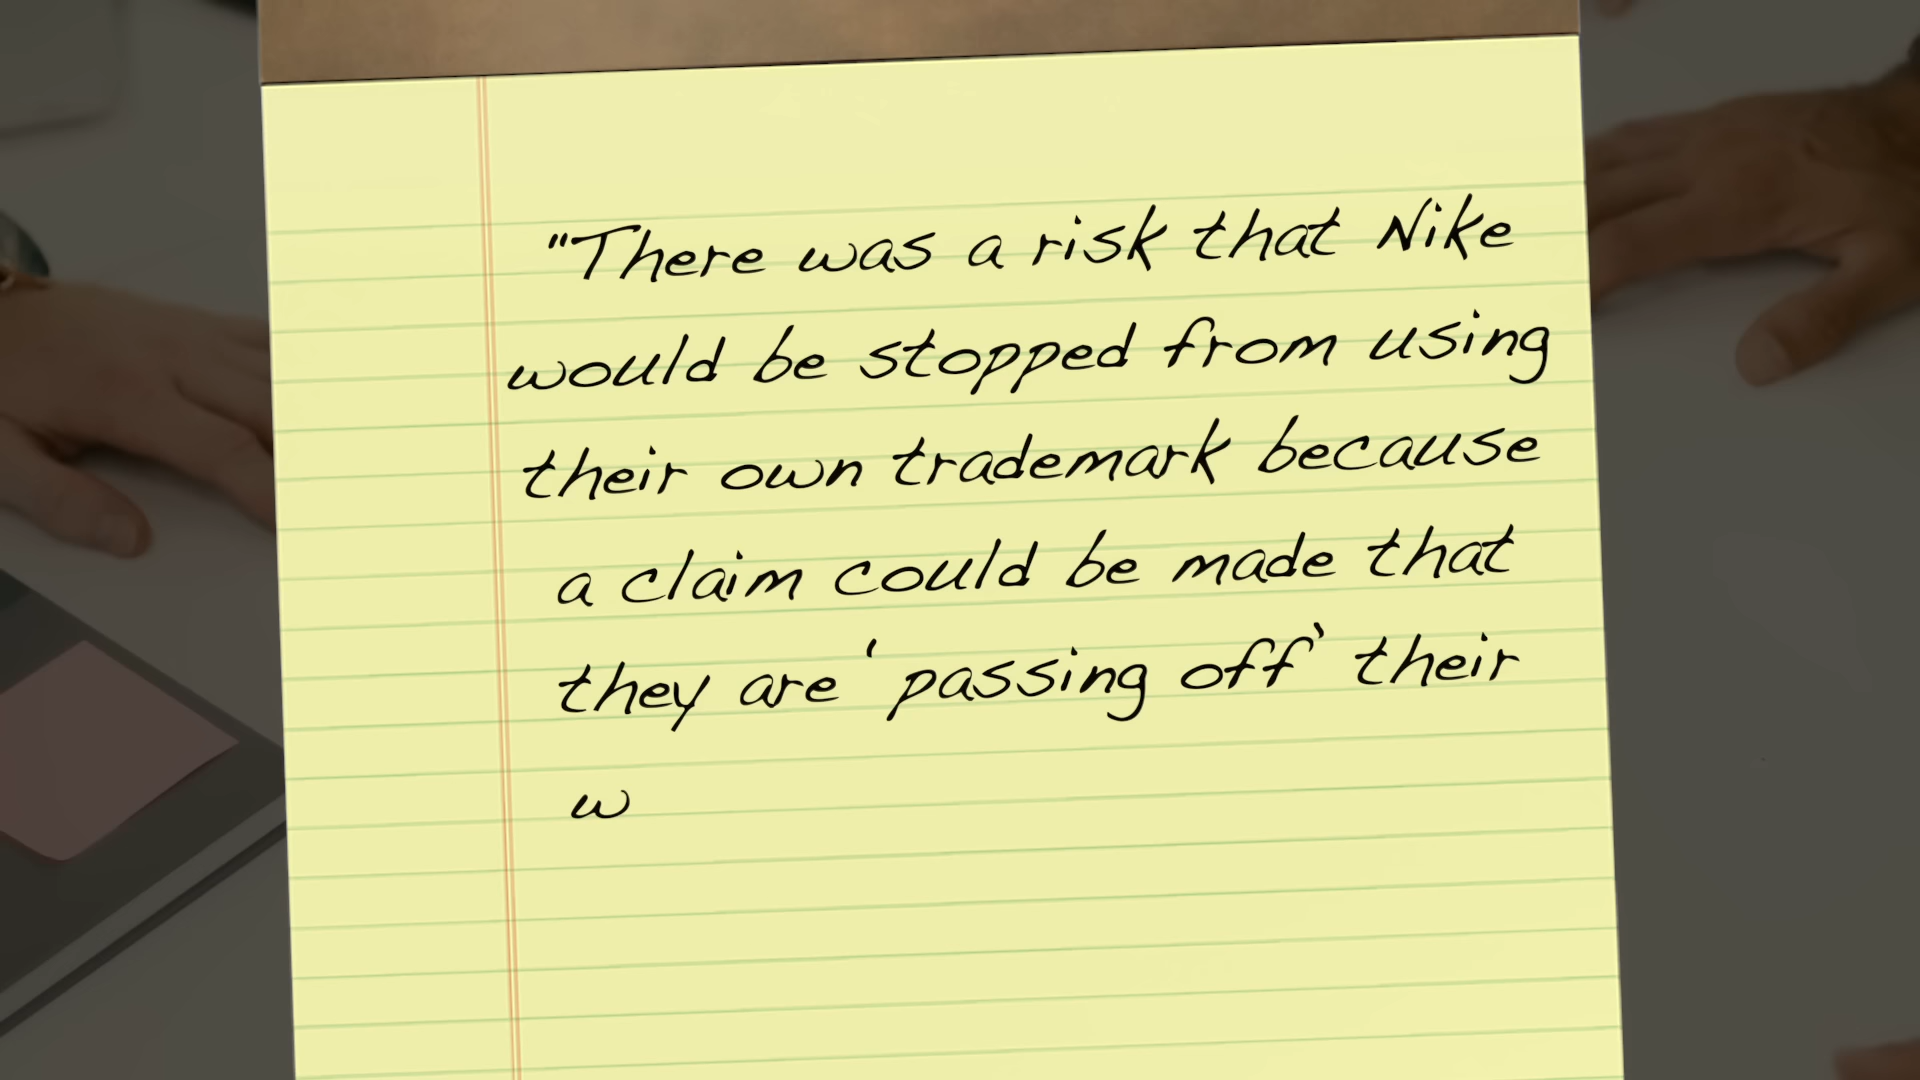 "There was a risk that Nike
would be stopped from using
their own trademark because
a claim could be made that
they are 'passing off' their
w